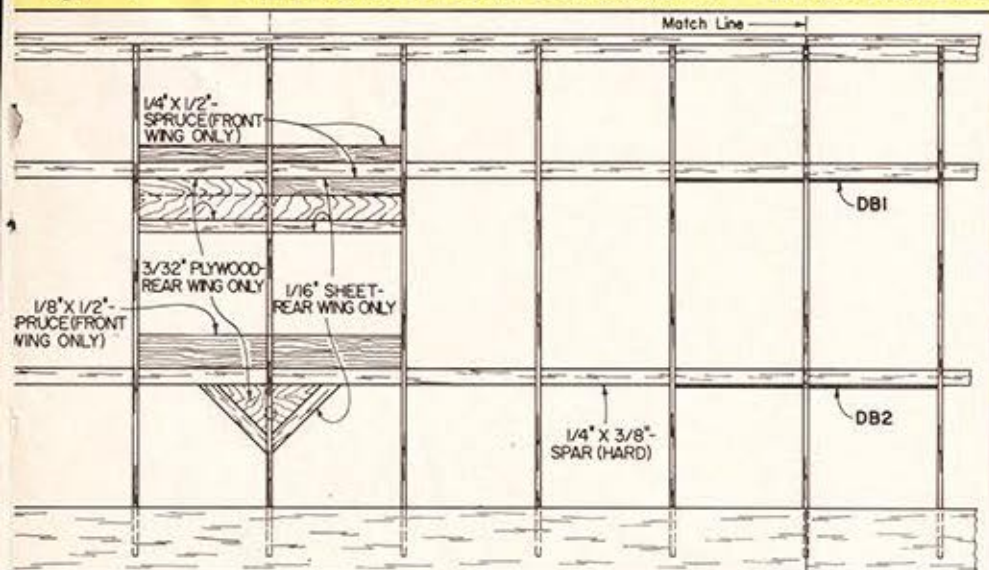 Match Line
1/4" X 1/2"-
SPRUCE (FRONT
WING ONLY)
DB1
3/32" PLYWOOD-
REAR WING ONLY
1/16" SHEET-
REAR WING ONLY
1/8" X 1/2"-
PRUCE (FRONT
WING ONLY)
1/4" X 3/8"-
SPAR (HARD)
DB2